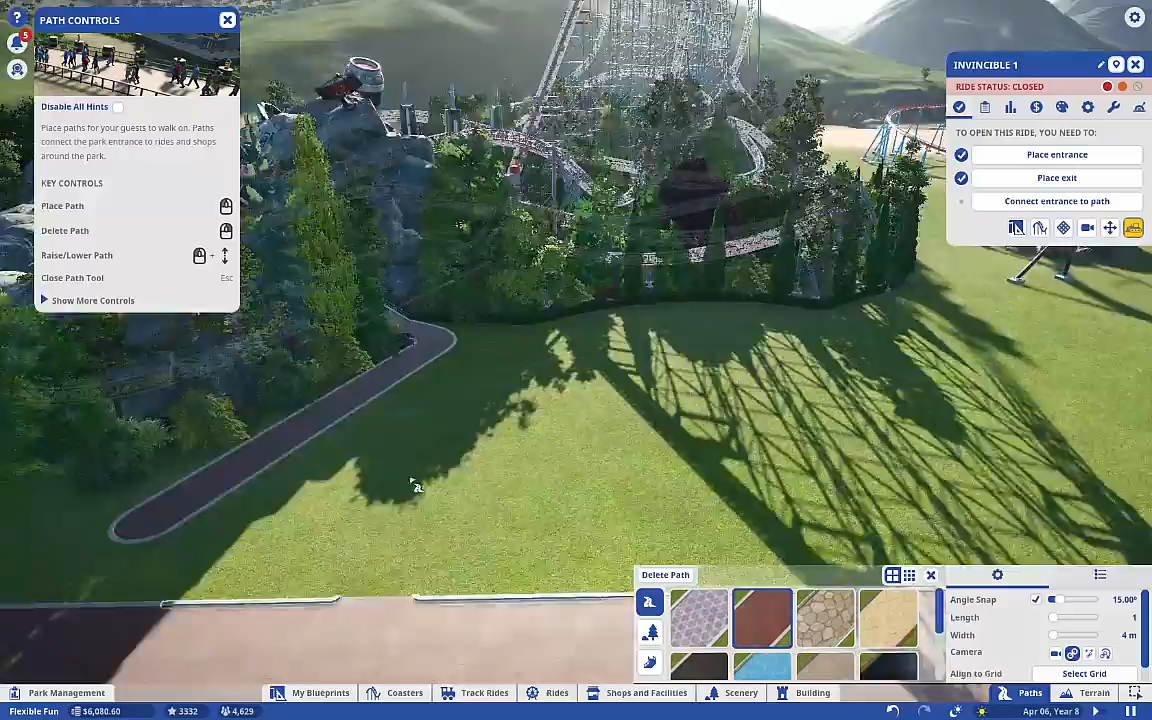 ?
5
PATH CONTROLS
Disable All Hints
Place paths for your guests to walk on. Paths
connect the park entrance to rides and shops
around the park.
KEY CONTROLS
Place Path
Delete Path
Raise/Lower Path
+
Close Path Tool
Esc
Show More Controls
INVINCIBLE 1
RIDE STATUS: CLOSED
TO OPEN THIS RIDE, YOU NEED TO:
Place entrance
Place exit
Connect entrance to path
Delete Path
Angle Snap
15.00°
Length
1
Width
4 m
Camera
Align to Grid
Select Grid
Park Management
My Blueprints
Coasters
Track Rides
Rides
Shops and Facilities
Scenery
Building
Paths
Terrain
Flexible Fun
$6,080.60
3332
4,629
Apr 06, Year 8